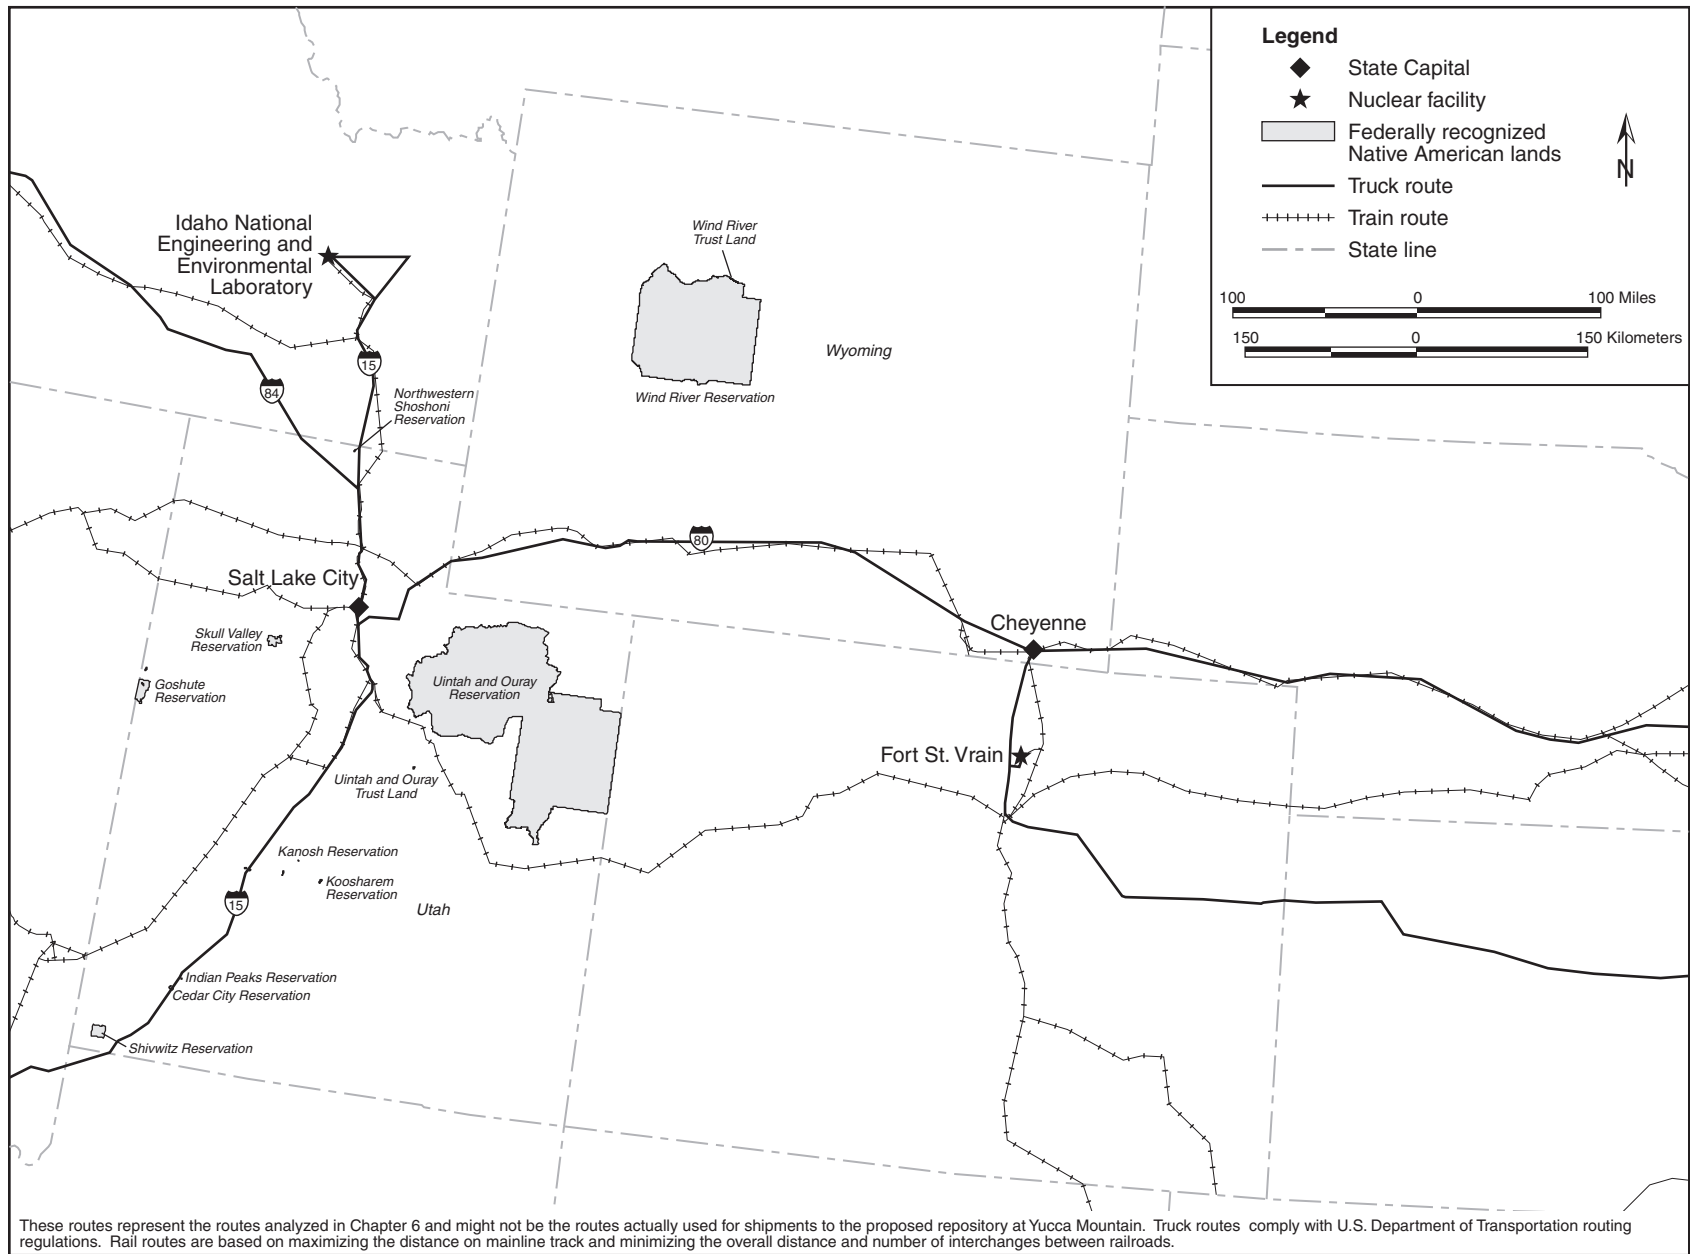 Legend
State Capital
Nuclear facility
Federally recognized
Native American lands
Truck route
Train route
State line
N
100
0
100 Miles
150
0
150 Kilometers
Idaho National
Engineering and
Environmental
Laboratory
Wind River
Trust Land
Wyoming
Wind River Reservation
15
84
Northwestern
Shoshoni
Reservation
80
Salt Lake City
Cheyenne
Skull Valley
Reservation
Goshute
Reservation
Uintah and Ouray
Reservation
Fort St. Vrain
Uintah and Ouray
Trust Land
Kanosh Reservation
Koosharem
Reservation
15
Utah
Indian Peaks Reservation
Cedar City Reservation
Shivwitz Reservation
These routes represent the routes analyzed in Chapter 6 and might not be the routes actually used for shipments to the proposed repository at Yucca Mountain. Truck routes comply with U.S. Department of Transportation routing
regulations. Rail routes are based on maximizing the distance on mainline track and minimizing the overall distance and number of interchanges between railroads.